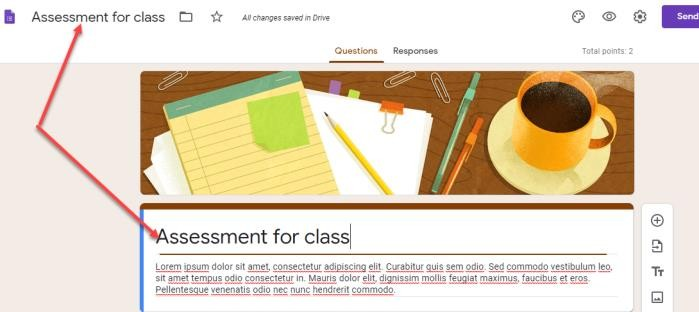 Assessment for class
All changes saved in Drive
Send
Questions
Responses
Total points: 2
Assessment for class
Lorem ipsum dolor sit amet, consectetur adipiscing elit. Curabitur quis sem odio. Sed commodo vestibulum leo,
sit amet tempus odio consectetur in. Mauris dolor elit, dignissim mollis feugiat maximus, faucibus et eros.
Pellentesque venenatis odio nec nunc hendrerit commodo.
Tт